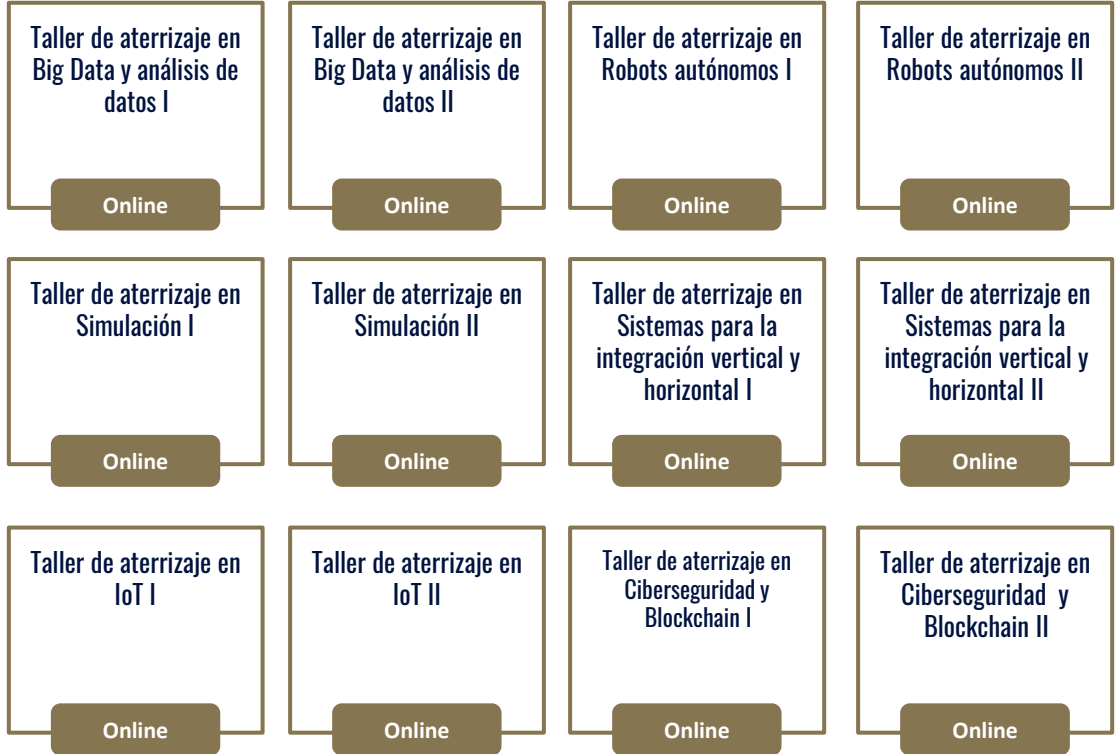 Taller de aterrizaje en
Big Data y análisis de
datos I
Online
Taller de aterrizaje en
Big Data y análisis de
datos II
Online
Taller de aterrizaje en
Robots autónomos I
Online
Taller de aterrizaje en
Robots autónomos II
Online
Taller de aterrizaje en
Simulación I
Online
Taller de aterrizaje en
Simulación II
Online
Taller de aterrizaje en
Sistemas para la
integración vertical y
horizontal I
Online
Taller de aterrizaje en
Sistemas para la
integración vertical y
horizontal II
Online
Taller de aterrizaje en
IoT I
Online
Taller de aterrizaje en
IoT II
Online
Taller de aterrizaje en
Ciberseguridad y
Blockchain I
Online
Taller de aterrizaje en
Ciberseguridad y
Blockchain II
Online